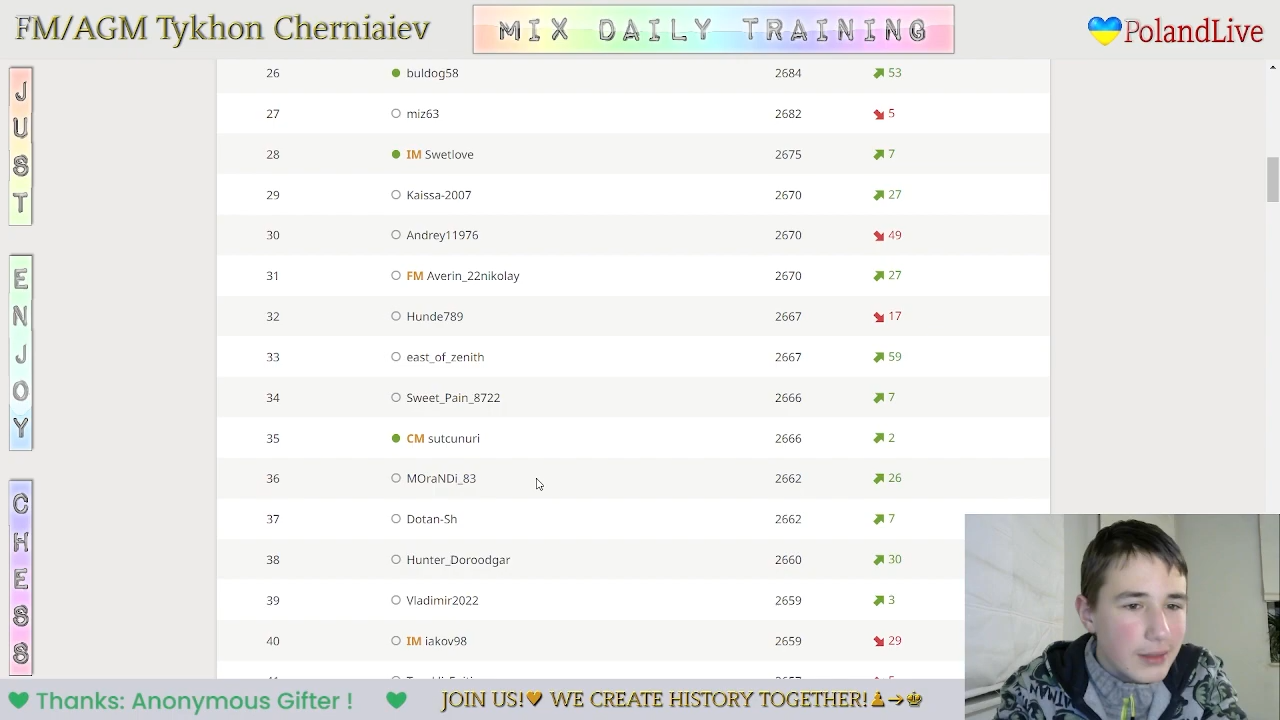 FM/AGM Tykhon Cherniaiev
MIX DAILY TRAINING
PolandLive
JUST
ENJOY
CHESS
26 buldog58 2684 53
27 miz63 2682 5
28 IM Swetlove 2675 7
29 Kaissa-2007 2670 27
30 Andrey11976 2670 49
31 FM Averin_22nikolay 2670 27
32 Hunde789 2667 17
33 east_of_zenith 2667 59
34 Sweet_Pain_8722 2666 7
35 CM sutcunuri 2666 2
36 MOraNDi_83 2662 26
37 Dotan-Sh 2662 7
38 Hunter_Doroodgar 2660 30
39 Vladimir2022 2659 3
40 IM iakov98 2659 29
Thanks: Anonymous Gifter !
JOIN US! WE CREATE HISTORY TOGETHER!